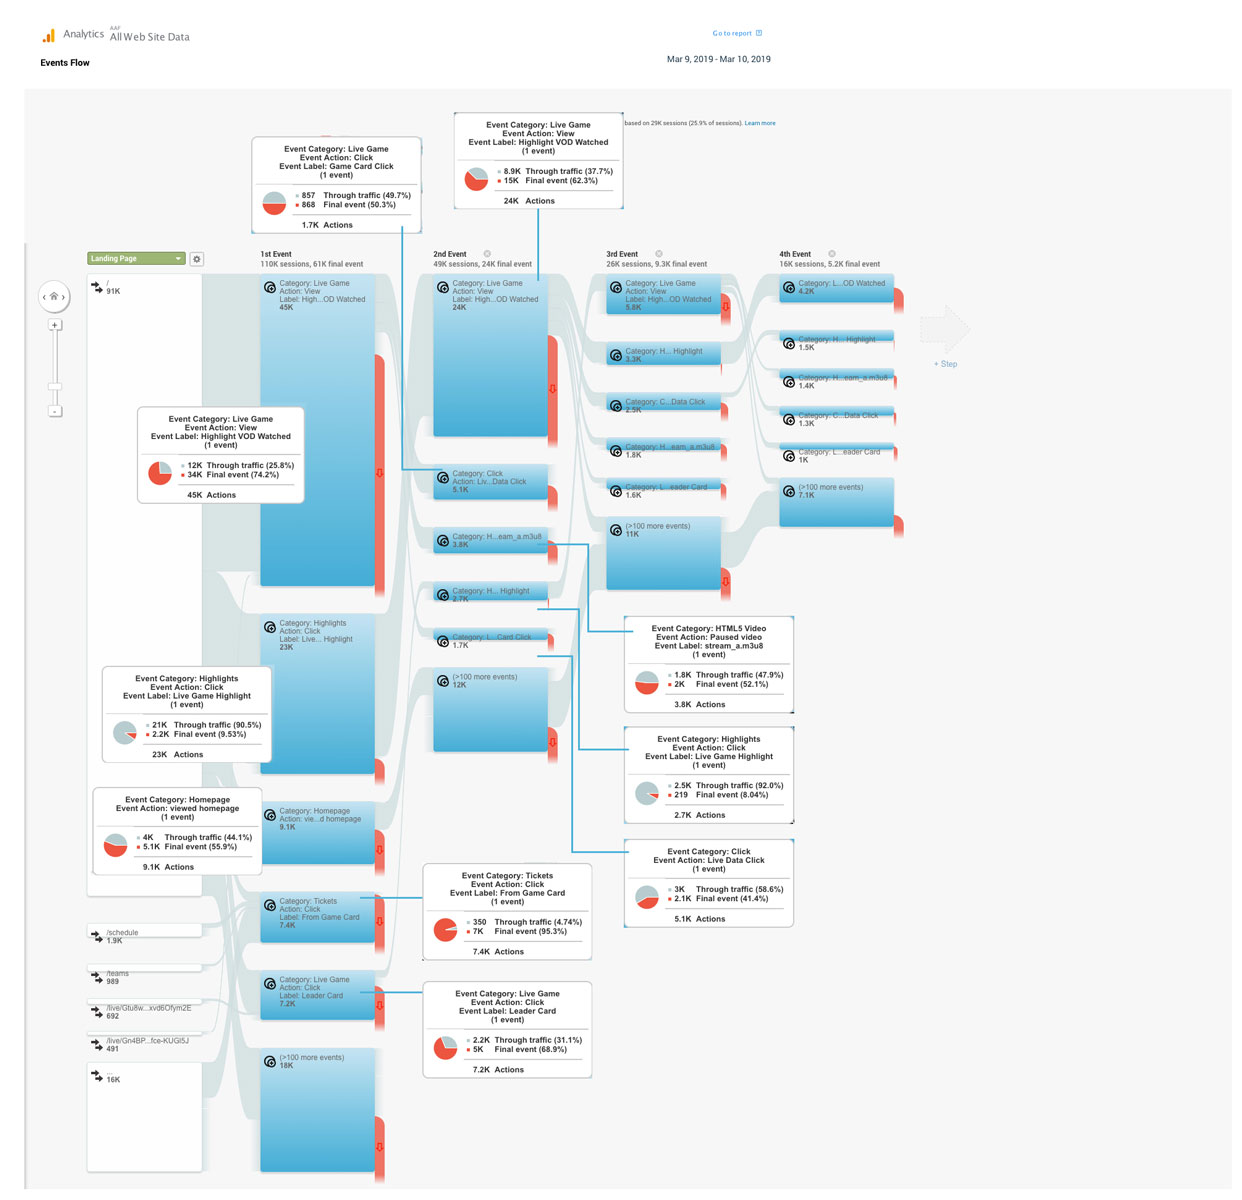 Analytics
AAF
All Web Site Data
Go to report
Events Flow
Mar 9, 2019 - Mar 10, 2019
based on 29K sessions (25.9% of sessions). Learn more
Event Category: Live Game
Event Action: Click
Event Label: Game Card Click
(1 event)
857 Through traffic (49.7%)
868 Final event (50.3%)
1.7K Actions
Event Category: Live Game
Event Action: View
Event Label: Highlight VOD Watched
(1 event)
8.9K Through traffic (37.7%)
15K Final event (62.3%)
24K Actions
Landing Page
1st Event
110K sessions, 61K final event
2nd Event
49K sessions, 24K final event
3rd Event
26K sessions, 9.3K final event
4th Event
16K sessions, 5.2K final event
+ Step
+
-
/
91K
/schedule
1.9K
/teams
989
/live/Gtu8w...xvd6Ofym2E
692
/live/Gn4BP...fce-KUGI5J
491
...
16K
Event Category: Live Game
Event Action: View
Event Label: Highlight VOD Watched
(1 event)
12K Through traffic (25.8%)
34K Final event (74.2%)
45K Actions
Event Category: Highlights
Event Action: Click
Event Label: Live Game Highlight
(1 event)
21K Through traffic (90.5%)
2.2K Final event (9.53%)
23K Actions
Event Category: Homepage
Event Action: viewed homepage
(1 event)
4K Through traffic (44.1%)
5.1K Final event (55.9%)
9.1K Actions
Category: Live Game
Action: View
Label: High...OD Watched
45K
Category: Highlights
Action: Click
Label: Live... Highlight
23K
Category: Homepage
Action: vie...d homepage
9.1K
Category: Tickets
Action: Click
Label: From Game Card
7.4K
Category: Live Game
Action: Click
Label: Leader Card
7.2K
(>100 more events)
18K
Category: Live Game
Action: View
Label: High...OD Watched
24K
Category: Click
Action: Liv...Data Click
5.1K
Category: H...eam_a.m3u8
3.8K
Category: H... Highlight
2.7K
Category: L... Card Click
1.7K
(>100 more events)
12K
Category: Live Game
Action: View
Label: High...OD Watched
5.8K
Category: H... Highlight
3.3K
Category: C...Data Click
2.5K
Category: H...eam_a.m3u8
1.8K
Category: L...eader Card
1.6K
(>100 more events)
11K
Category: L...OD Watched
4.2K
Category: H... Highlight
1.5K
Category: H...eam_a.m3u8
1.4K
Category: C...Data Click
1.3K
Category: L...eader Card
1K
(>100 more events)
7.1K
Event Category: HTML5 Video
Event Action: Paused video
Event Label: stream_a.m3u8
(1 event)
1.8K Through traffic (47.9%)
2K Final event (52.1%)
3.8K Actions
Event Category: Highlights
Event Action: Click
Event Label: Live Game Highlight
(1 event)
2.5K Through traffic (92.0%)
219 Final event (8.04%)
2.7K Actions
Event Category: Click
Event Action: Live Data Click
(1 event)
3K Through traffic (58.6%)
2.1K Final event (41.4%)
5.1K Actions
Event Category: Tickets
Event Action: Click
Event Label: From Game Card
(1 event)
350 Through traffic (4.74%)
7K Final event (95.3%)
7.4K Actions
Event Category: Live Game
Event Action: Click
Event Label: Leader Card
(1 event)
2.2K Through traffic (31.1%)
5K Final event (68.9%)
7.2K Actions